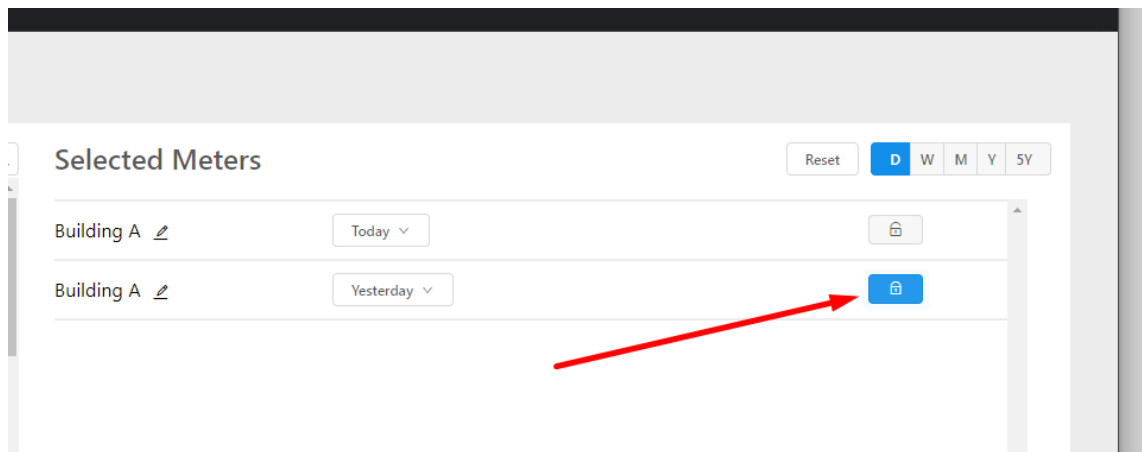 Selected Meters
Reset D W M Y 5Y
Building A Today
Building A Yesterday